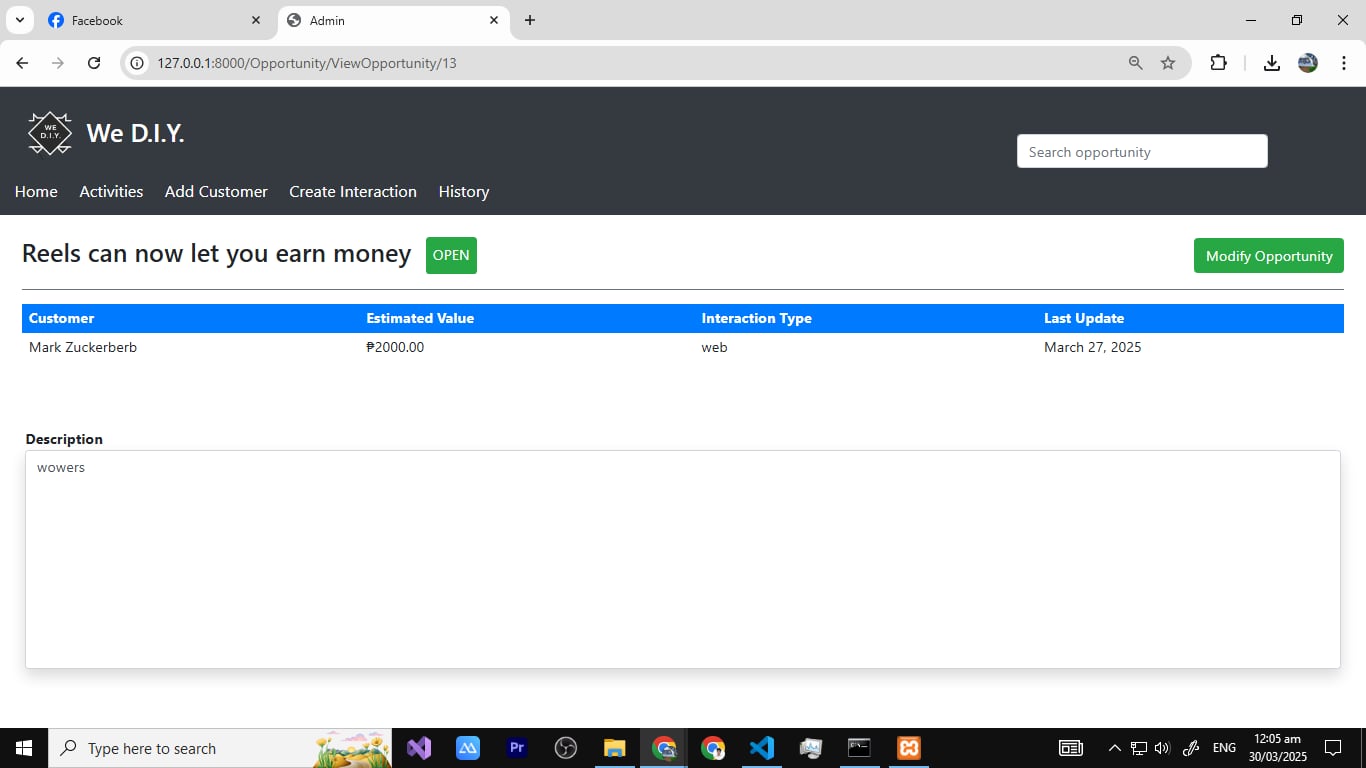 Facebook
Admin
127.0.0.1:8000/Opportunity/ViewOpportunity/13
WE
D.I.Y.
We D.I.Y.
Search opportunity
Home Activities Add Customer Create Interaction History
Reels can now let you earn money OPEN Modify Opportunity
Customer Estimated Value Interaction Type Last Update
Mark Zuckerberb ₱2000.00 web March 27, 2025
Description
wowers
Type here to search
Pr
ENG
12:05 am
30/03/2025